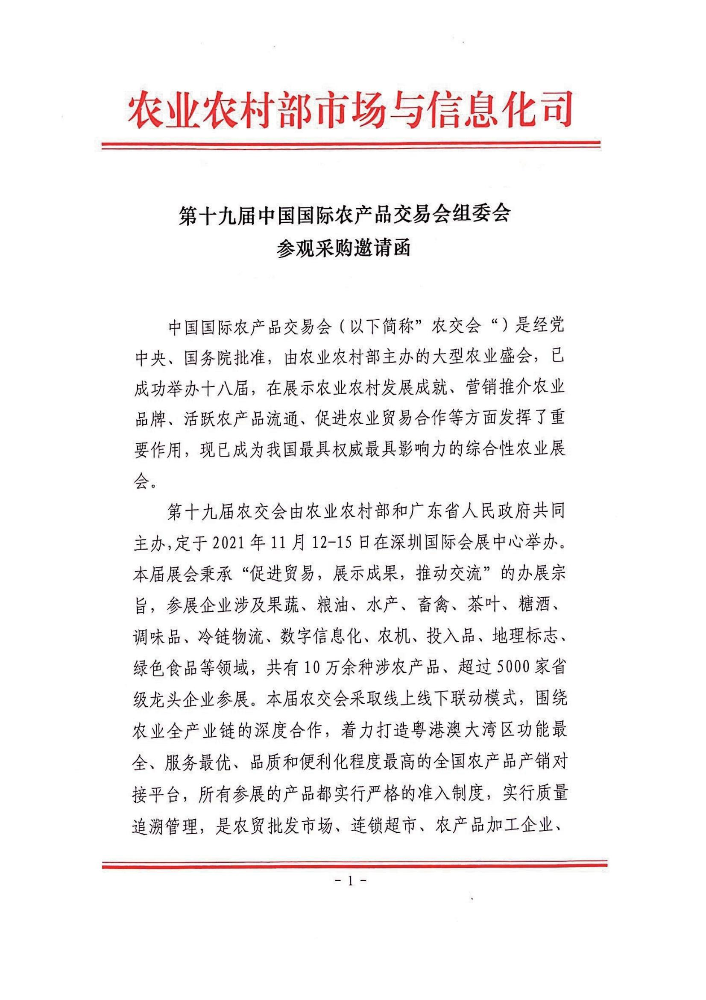 农业农村部市场与信息化司
第十九届中国国际农产品交易会组委会
参观采购邀请函
中国国际农产品交易会（以下简称”农交会“）是经党
中央、国务院批准，由农业农村部主办的大型农业盛会，已
成功举办十八届，在展示农业农村发展成就、营销推介农业
品牌、活跃农产品流通、促进农业贸易合作等方面发挥了重
要作用，现已成为我国最具权威最具影响力的综合性农业展
会。
第十九届农交会由农业农村部和广东省人民政府共同
主办,定于 2021 年 11 月 12-15 日在深圳国际会展中心举办。
本届展会秉承“促进贸易，展示成果，推动交流”的办展宗
旨，参展企业涉及果蔬、粮油、水产、畜禽、茶叶、糖酒、
调味品、冷链物流、数字信息化、农机、投入品、地理标志、
绿色食品等领域，共有 10 万余种涉农产品、超过 5000 家省
级龙头企业参展。本届农交会采取线上线下联动模式，围绕
农业全产业链的深度合作，着力打造粤港澳大湾区功能最
全、服务最优、品质和便利化程度最高的全国农产品产销对
接平台，所有参展的产品都实行严格的准入制度，实行质量
追溯管理，是农贸批发市场、连锁超市、农产品加工企业、
- 1 -